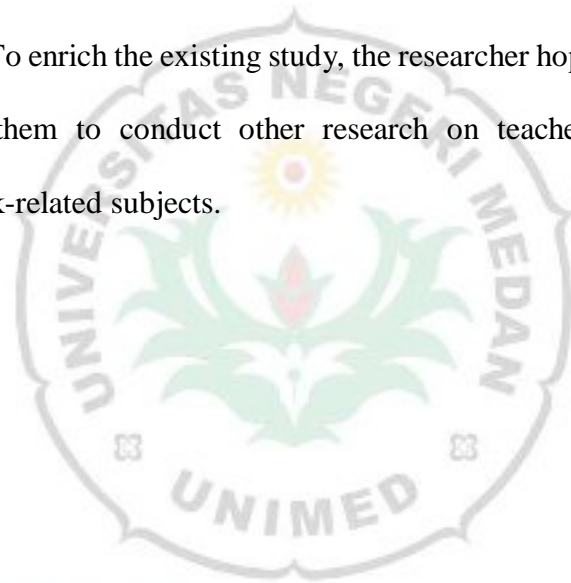 To enrich the existing study, the researcher hop
them to conduct other research on teache
k-related subjects.
UNIVERSITAS NEGERI MEDAN
UNIMED